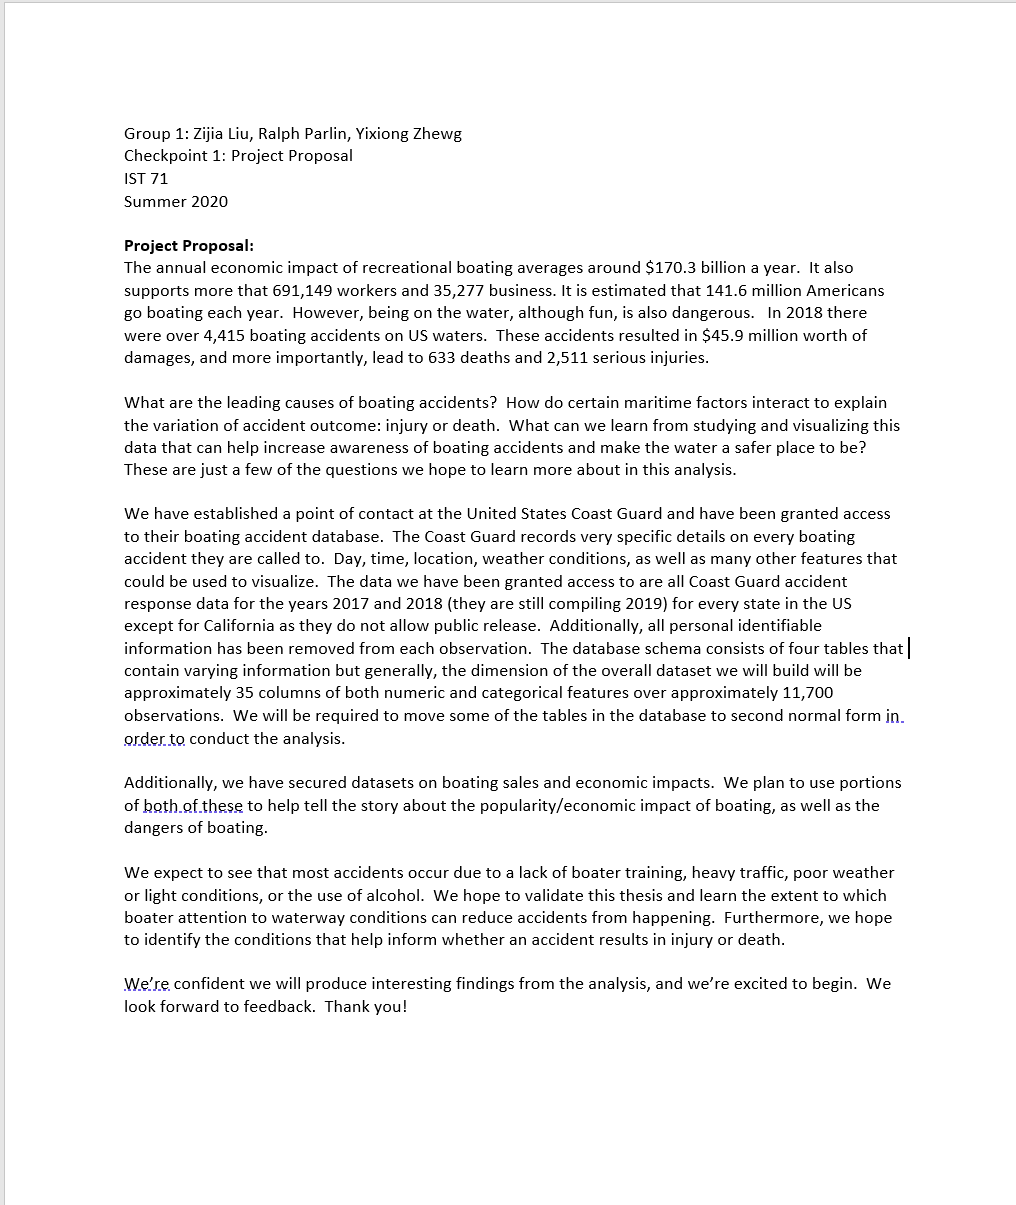 Group 1: Zijia Liu, Ralph Parlin, Yixiong Zhewg
Checkpoint 1: Project Proposal
IST 71
Summer 2020
Project Proposal:
The annual economic impact of recreational boating averages around $170.3 billion a year.  It also
supports more that 691,149 workers and 35,277 business. It is estimated that 141.6 million Americans
go boating each year.  However, being on the water, although fun, is also dangerous.   In 2018 there
were over 4,415 boating accidents on US waters.  These accidents resulted in $45.9 million worth of
damages, and more importantly, lead to 633 deaths and 2,511 serious injuries.
What are the leading causes of boating accidents?  How do certain maritime factors interact to explain
the variation of accident outcome: injury or death.  What can we learn from studying and visualizing this
data that can help increase awareness of boating accidents and make the water a safer place to be?
These are just a few of the questions we hope to learn more about in this analysis.
We have established a point of contact at the United States Coast Guard and have been granted access
to their boating accident database.  The Coast Guard records very specific details on every boating
accident they are called to.  Day, time, location, weather conditions, as well as many other features that
could be used to visualize.  The data we have been granted access to are all Coast Guard accident
response data for the years 2017 and 2018 (they are still compiling 2019) for every state in the US
except for California as they do not allow public release.  Additionally, all personal identifiable
information has been removed from each observation.  The database schema consists of four tables that
contain varying information but generally, the dimension of the overall dataset we will build will be
approximately 35 columns of both numeric and categorical features over approximately 11,700
observations.  We will be required to move some of the tables in the database to second normal form in
order to conduct the analysis.
Additionally, we have secured datasets on boating sales and economic impacts.  We plan to use portions
of both of these to help tell the story about the popularity/economic impact of boating, as well as the
dangers of boating.
We expect to see that most accidents occur due to a lack of boater training, heavy traffic, poor weather
or light conditions, or the use of alcohol.  We hope to validate this thesis and learn the extent to which
boater attention to waterway conditions can reduce accidents from happening.  Furthermore, we hope
to identify the conditions that help inform whether an accident results in injury or death.
We’re confident we will produce interesting findings from the analysis, and we’re excited to begin.  We
look forward to feedback.  Thank you!